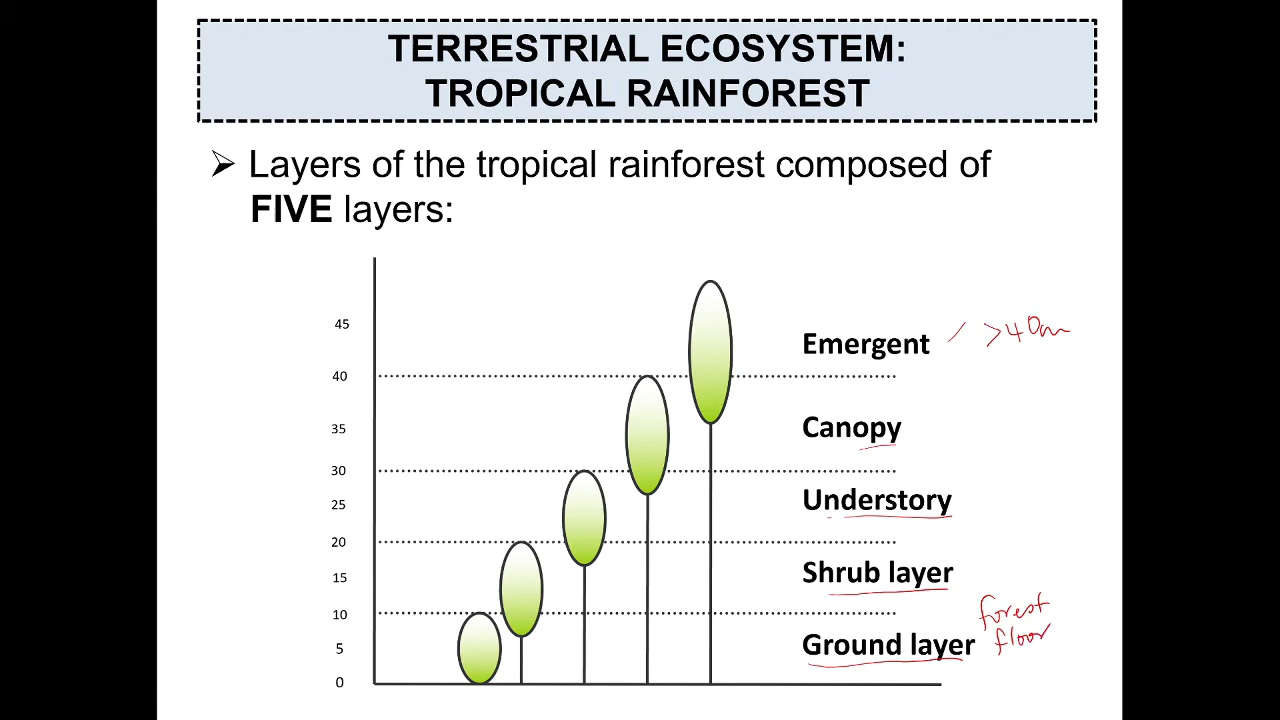 TERRESTRIAL ECOSYSTEM:
TROPICAL RAINFOREST
➢ Layers of the tropical rainforest composed of
FIVE layers:
45
Emergent >40m
40
35
Canopy
30
25
Understory
20
15
Shrub layer
10
forest
floor
5
Ground layer
0